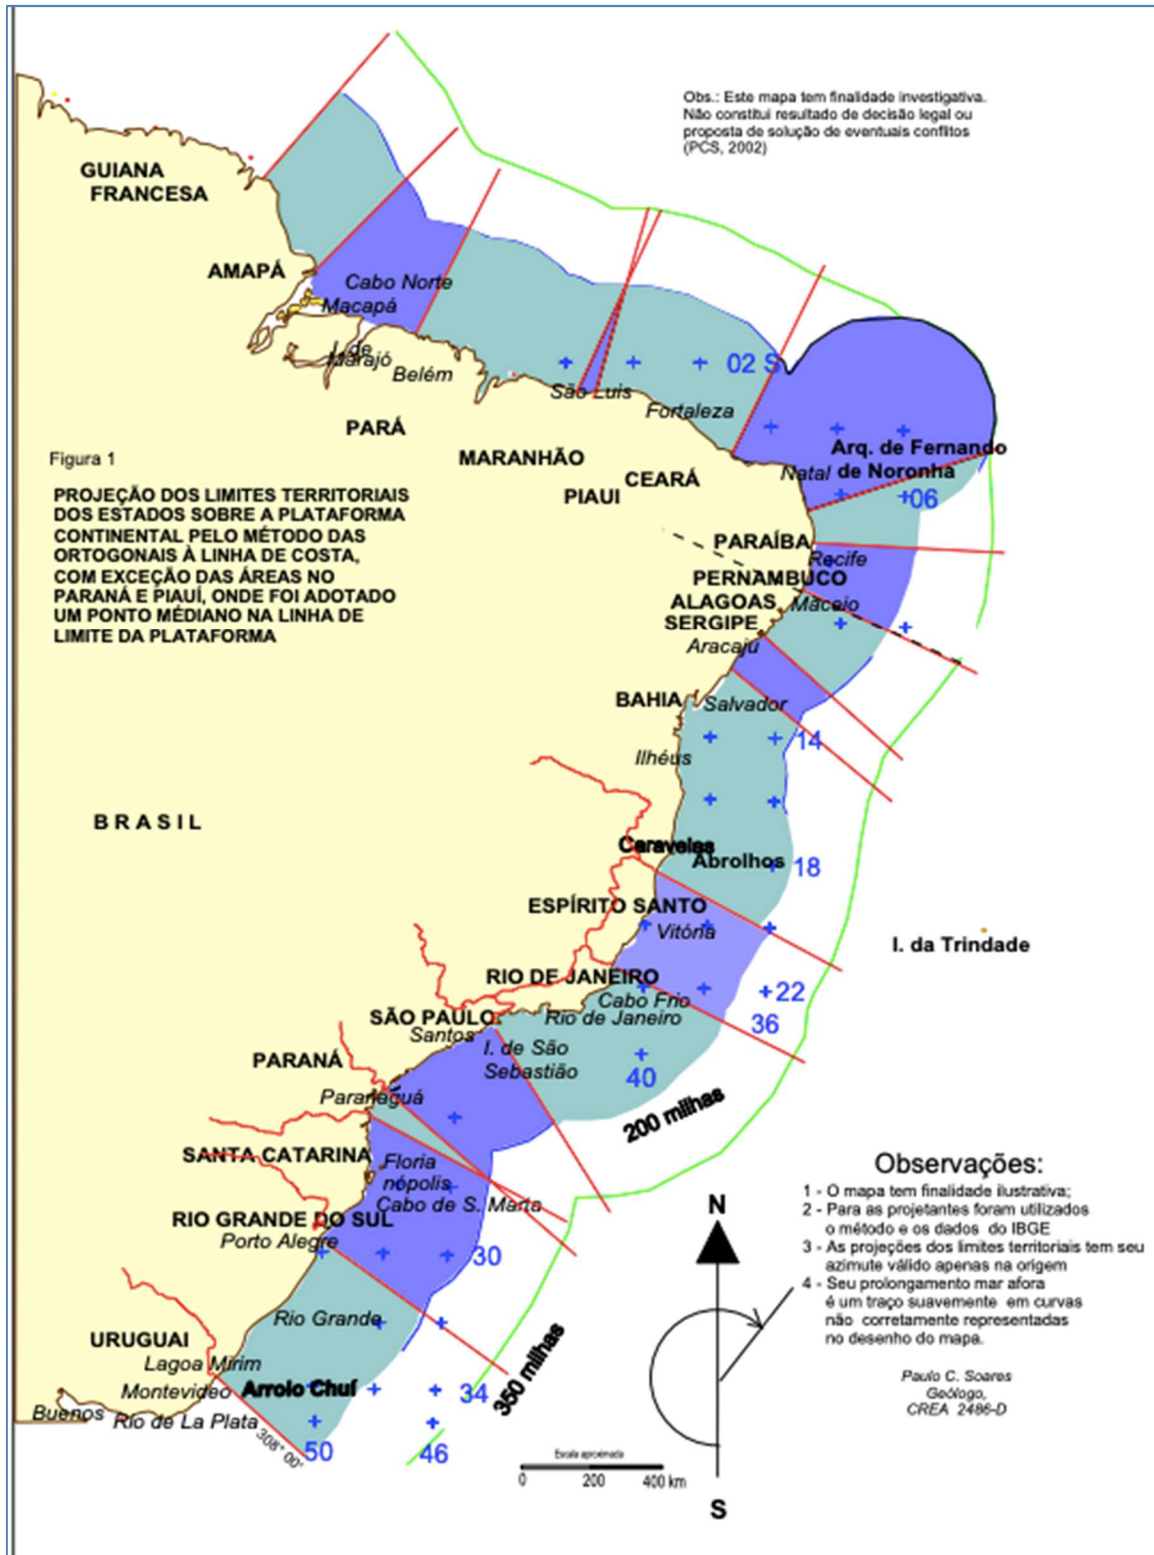 Obs.: Este mapa tem finalidade investigativa.
Não constitui resultado de decisão legal ou
proposta de solução de eventuais conflitos
(PCS, 2002)
GUIANA
FRANCESA
AMAPÁ
Cabo Norte
Macapá
I. de
Marajó
Belém
02 S
São Luis
Fortaleza
PARÁ
Arq. de Fernando
de Noronha
MARANHÃO
Natal
CEARÁ
PIAUI
06
Figura 1
PROJEÇÃO DOS LIMITES TERRITORIAIS
DOS ESTADOS SOBRE A PLATAFORMA
CONTINENTAL PELO MÉTODO DAS
ORTOGONAIS À LINHA DE COSTA,
COM EXCEÇÃO DAS ÁREAS NO
PARANÁ E PIAUÍ, ONDE FOI ADOTADO
UM PONTO MÉDIANO NA LINHA DE
LIMITE DA PLATAFORMA
PARAÍBA
Recife
PERNAMBUCO
ALAGOAS
Maceio
SERGIPE
Aracaju
BAHIA
Salvador
14
Ilhéus
BRASIL
Caravelas
Abrolhos
18
ESPÍRITO SANTO
Vitória
I. da Trindade
RIO DE JANEIRO
22
Cabo Frio
Rio de Janeiro
36
SÃO PAULO
Santos
I. de São
Sebastião
40
PARANÁ
Paranaguá
200 milhas
SANTA CATARINA
Floria
nópolis
Cabo de S. Marta
RIO GRANDE DO SUL
Porto Alegre
30
Rio Grande
URUGUAI
Lagoa Mirim
Montevideo
Arroio Chuí
34
350 milhas
Buenos
Rio de La Plata
308° 00'
50
46
Observações:
1 - O mapa tem finalidade ilustrativa;
2 - Para as projetantes foram utilizados
o método e os dados do IBGE
3 - As projeções dos limites territoriais tem seu
azimute válido apenas na origem
4 - Seu prolongamento mar afora
é um traço suavemente em curvas
não corretamente representadas
no desenho do mapa.
Paulo C. Soares
Geólogo,
CREA 2486-D
N
S
Escala aproximada
0 200 400 km